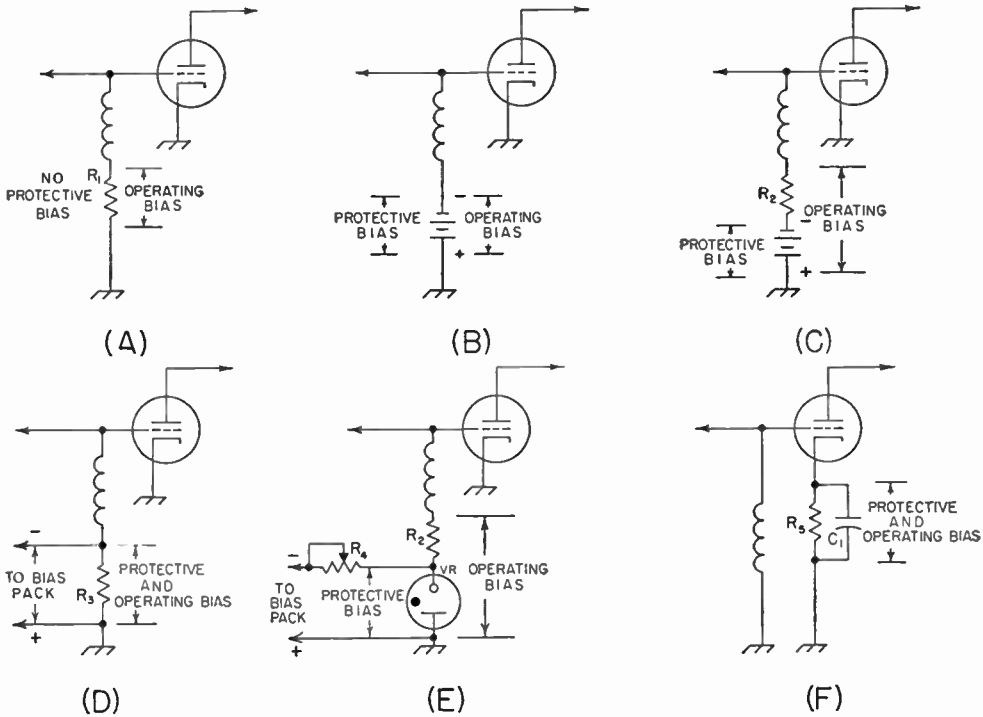 NO
PROTECTIVE
BIAS
R1
OPERATING
BIAS
(A)
PROTECTIVE
BIAS
-
+
OPERATING
BIAS
(B)
R2
-
+
PROTECTIVE
BIAS
OPERATING
BIAS
(C)
-
TO BIAS
PACK
+
R3
PROTECTIVE
AND
OPERATING BIAS
(D)
-
R4
R2
VR
TO
BIAS
PACK
+
PROTECTIVE
BIAS
OPERATING
BIAS
(E)
R5
C1
PROTECTIVE
AND
OPERATING BIAS
(F)